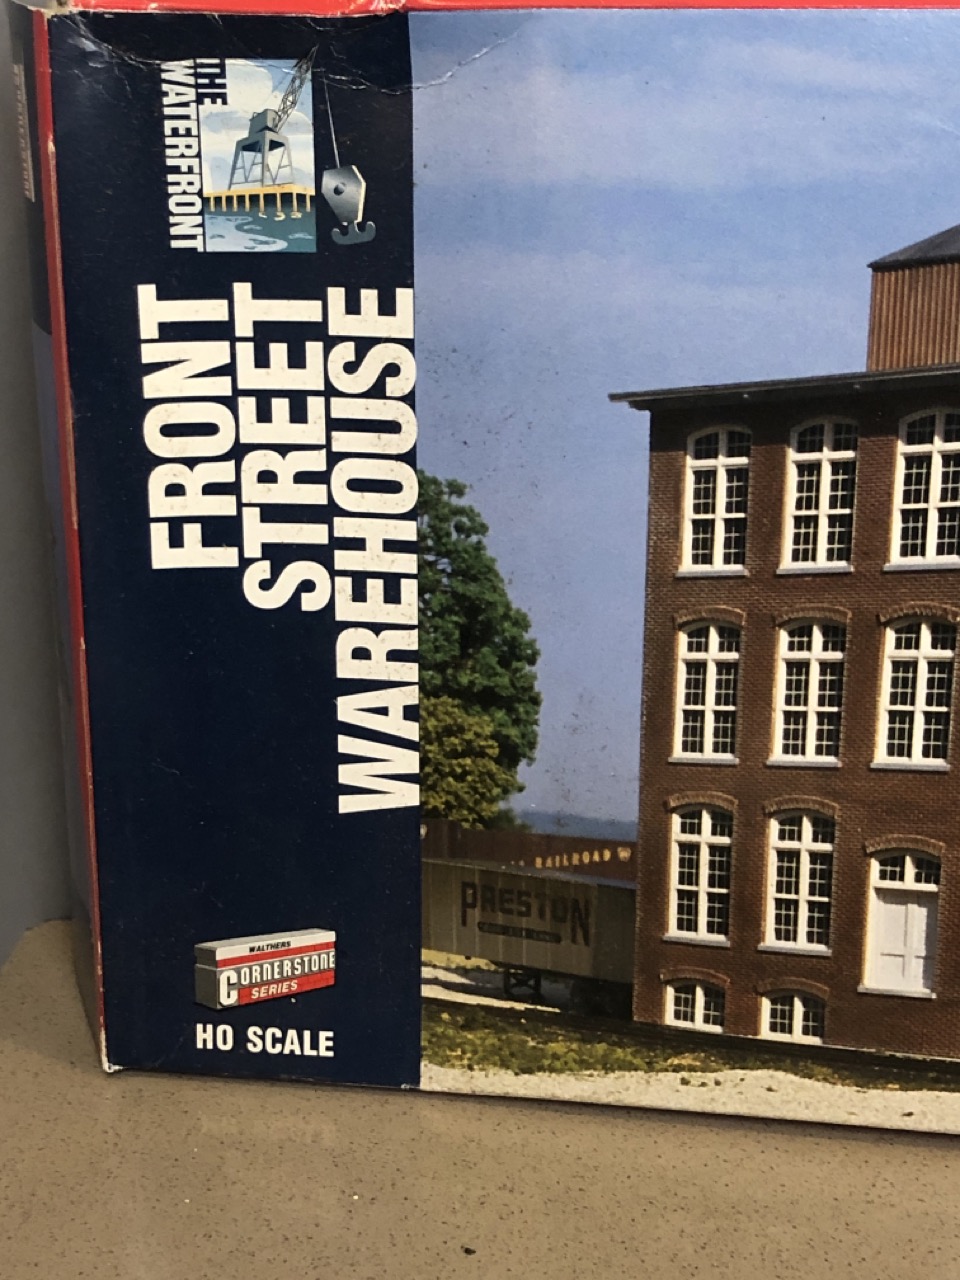 THE
WATERFRONT
FRONT
STREET
WAREHOUSE
RAILROAD
PRESTON
WALTHERS
CORNERSTONE
SERIES
HO SCALE